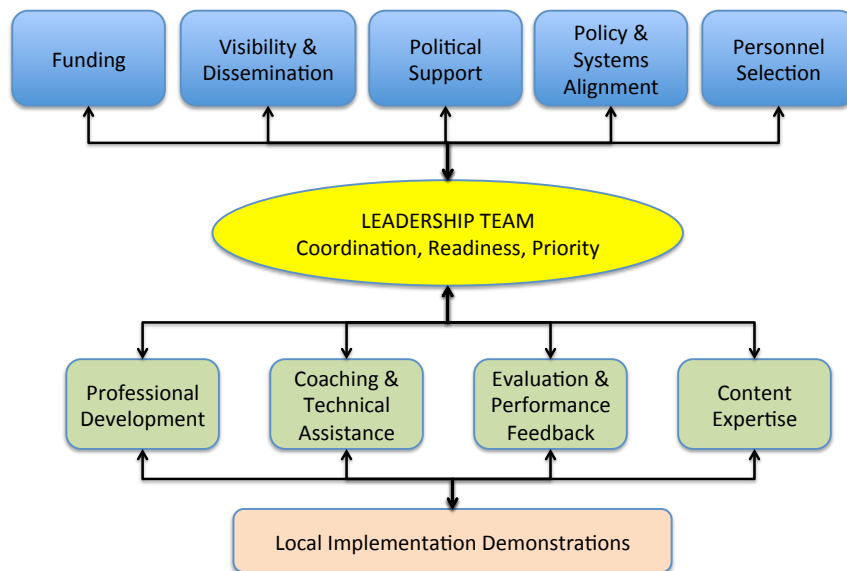 Funding
Visibility &
Dissemination
Political
Support
Policy &
Systems
Alignment
Personnel
Selection
LEADERSHIP TEAM
Coordination, Readiness, Priority
Professional
Development
Coaching &
Technical
Assistance
Evaluation &
Performance
Feedback
Content
Expertise
Local Implementation Demonstrations